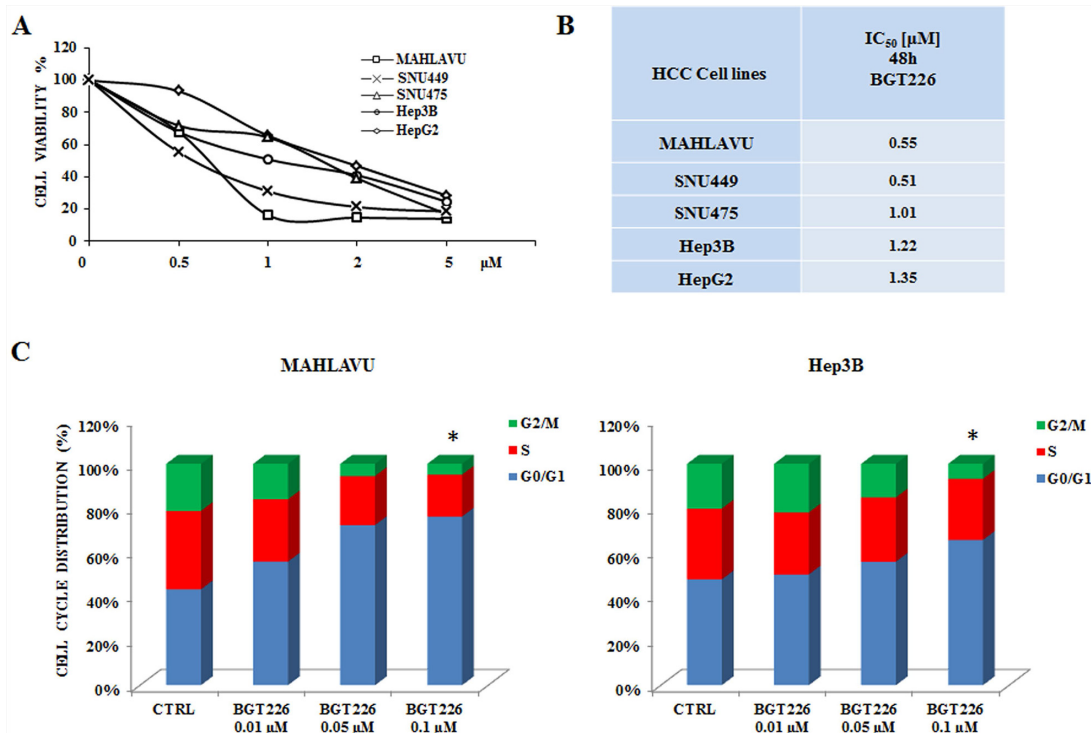 A
120
100
80
60
40
20
0
CELL VIABILITY %
0 0.5 1 2 5 µM
MAHLAVU
SNU449
SNU475
Hep3B
HepG2
B
HCC Cell lines
IC50 [µM]
48h
BGT226
MAHLAVU 0.55
SNU449 0.51
SNU475 1.01
Hep3B 1.22
HepG2 1.35
C
MAHLAVU
CELL CYCLE DISTRIBUTION (%)
120%
100%
80%
60%
40%
20%
0%
*
G2/M
S
G0/G1
CTRL BGT226 BGT226 BGT226
0.01 µM 0.05 µM 0.1 µM
Hep3B
120%
100%
80%
60%
40%
20%
0%
*
G2/M
S
G0/G1
CTRL BGT226 BGT226 BGT226
0.01 µM 0.05 µM 0.1 µM